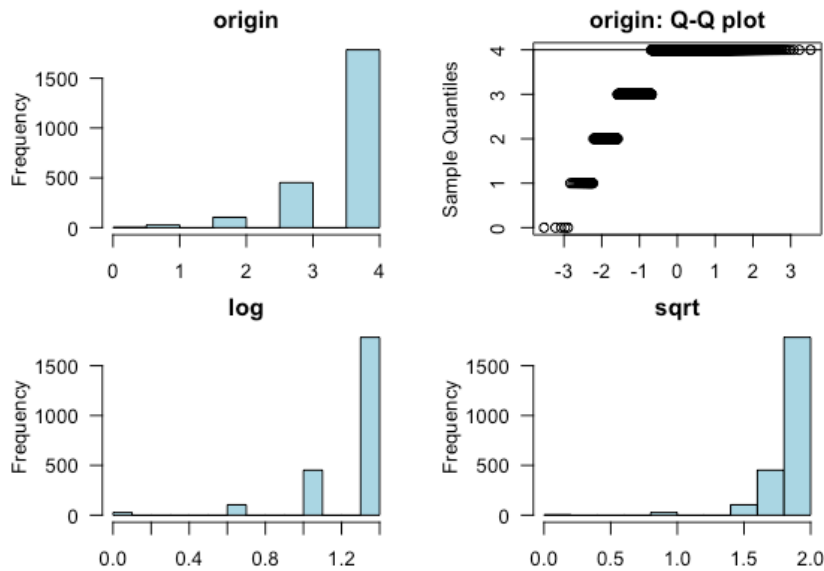 origin
Frequency
1500
1000
500
0
0 1 2 3 4
origin: Q-Q plot
Sample Quantiles
4
3
2
1
0
-3 -2 -1 0 1 2 3
log
Frequency
1500
1000
500
0
0.0 0.4 0.8 1.2
sqrt
Frequency
1500
1000
500
0
0.0 0.5 1.0 1.5 2.0